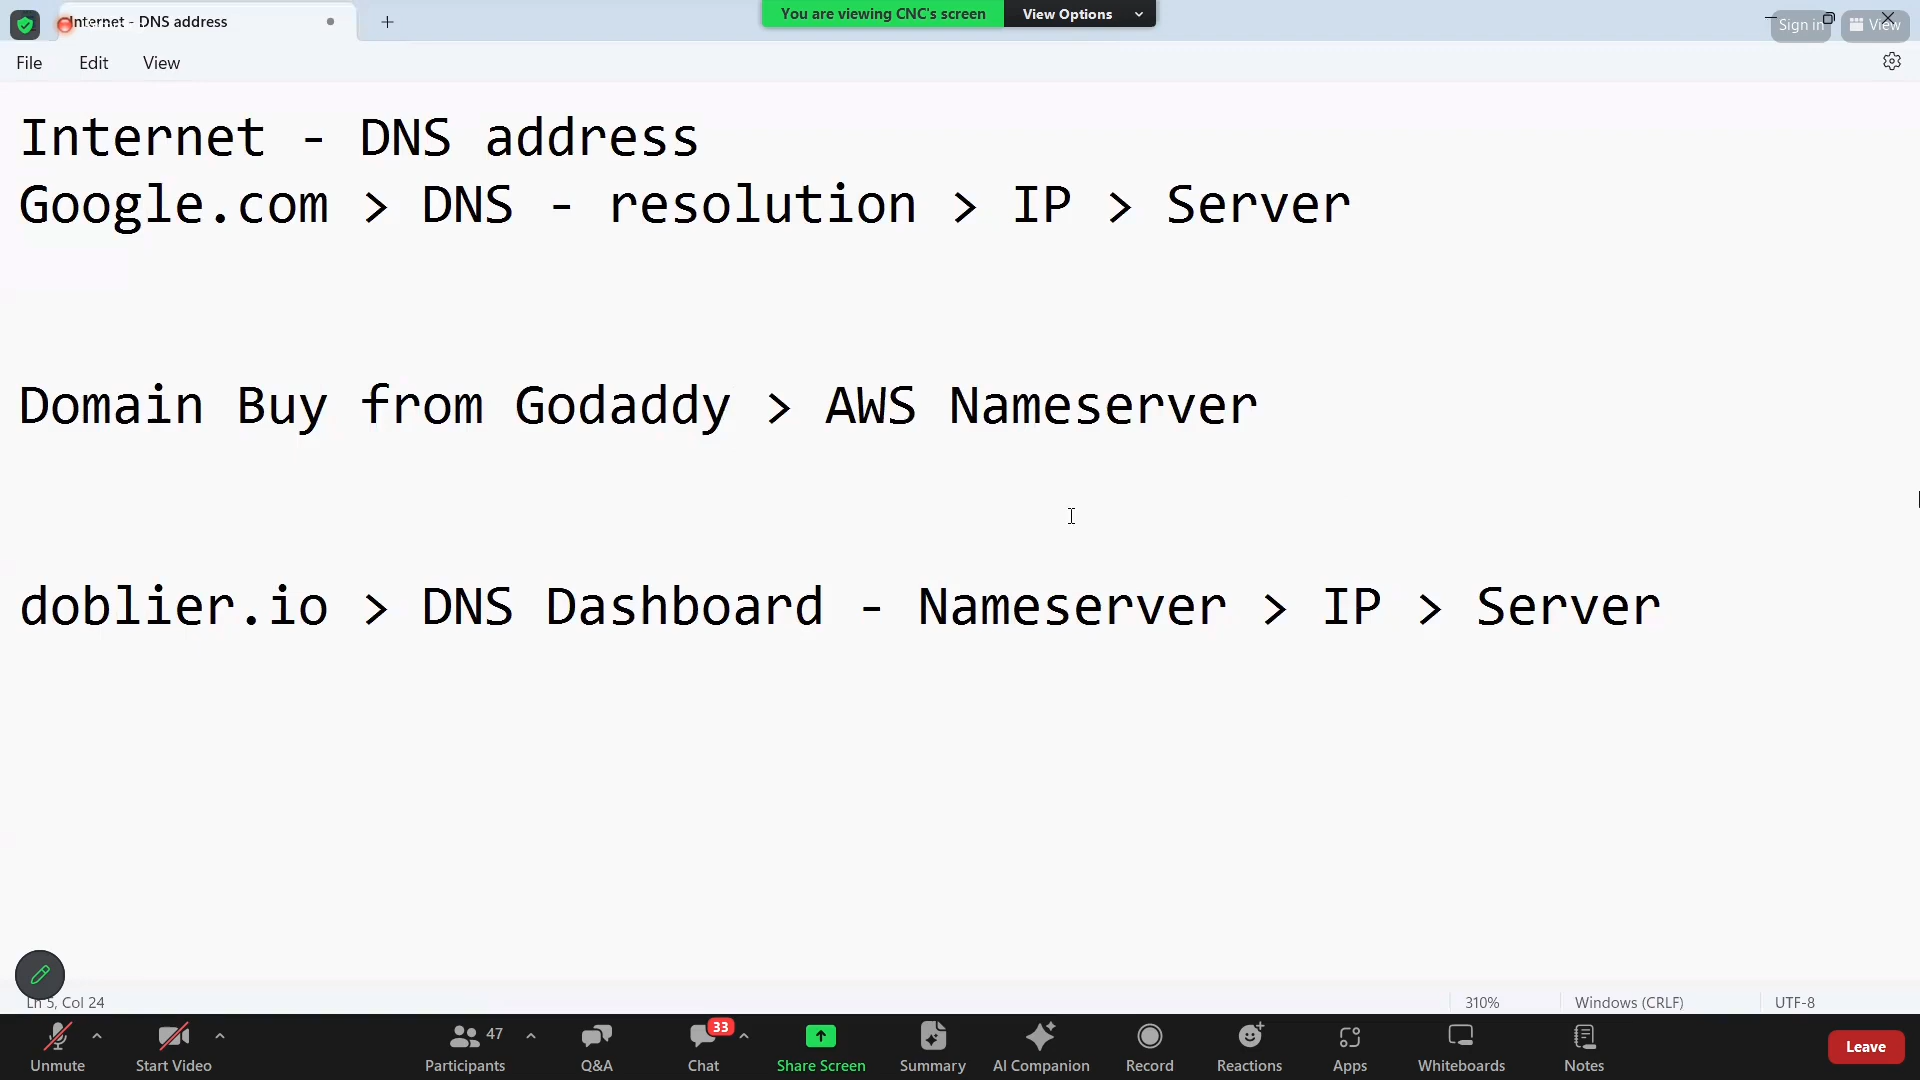 Internet - DNS address
You are viewing CNC's screen
View Options
Sign in
View
File
Edit
View
Internet - DNS address
Google.com > DNS - resolution > IP > Server
Domain Buy from Godaddy > AWS Nameserver
doblier.io > DNS Dashboard - Nameserver > IP > Server
Ln 5, Col 24
310%
Windows (CRLF)
UTF-8
47
33
Unmute
Start Video
Participants
Q&A
Chat
Share Screen
Summary
AI Companion
Record
Reactions
Apps
Whiteboards
Notes
Leave